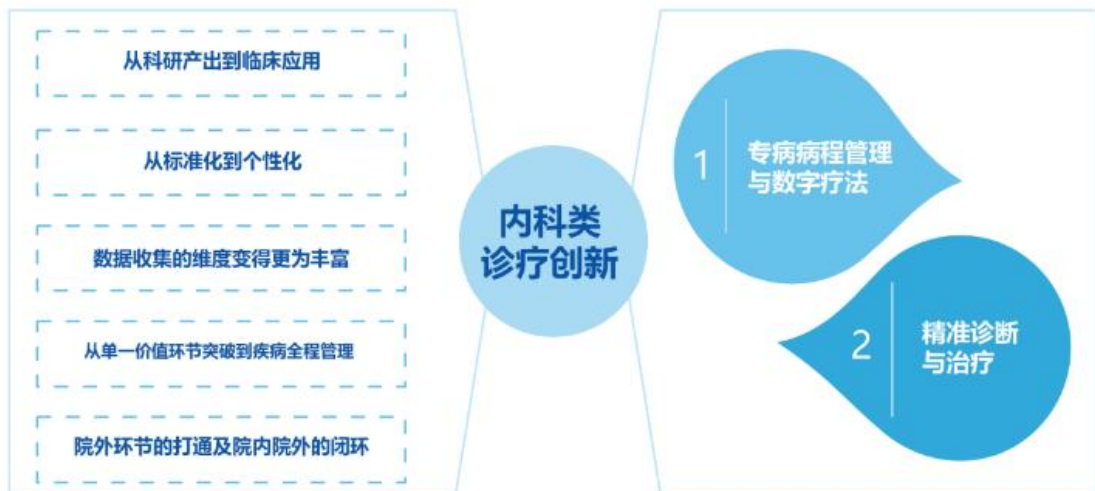 从科研产出到临床应用
从标准化到个性化
数据收集的维度变得更为丰富
从单一价值环节突破到疾病全程管理
院外环节的打通及院内院外的闭环
内科类
诊疗创新
1
专病病程管理
与数字疗法
2
精准诊断
与治疗